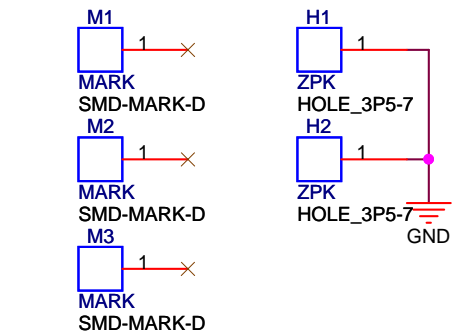 M1
1
MARK
SMD-MARK-D
M2
1
MARK
SMD-MARK-D
M3
1
MARK
SMD-MARK-D
H1
1
ZPK
HOLE_3P5-7
H2
1
ZPK
HOLE_3P5-7
GND